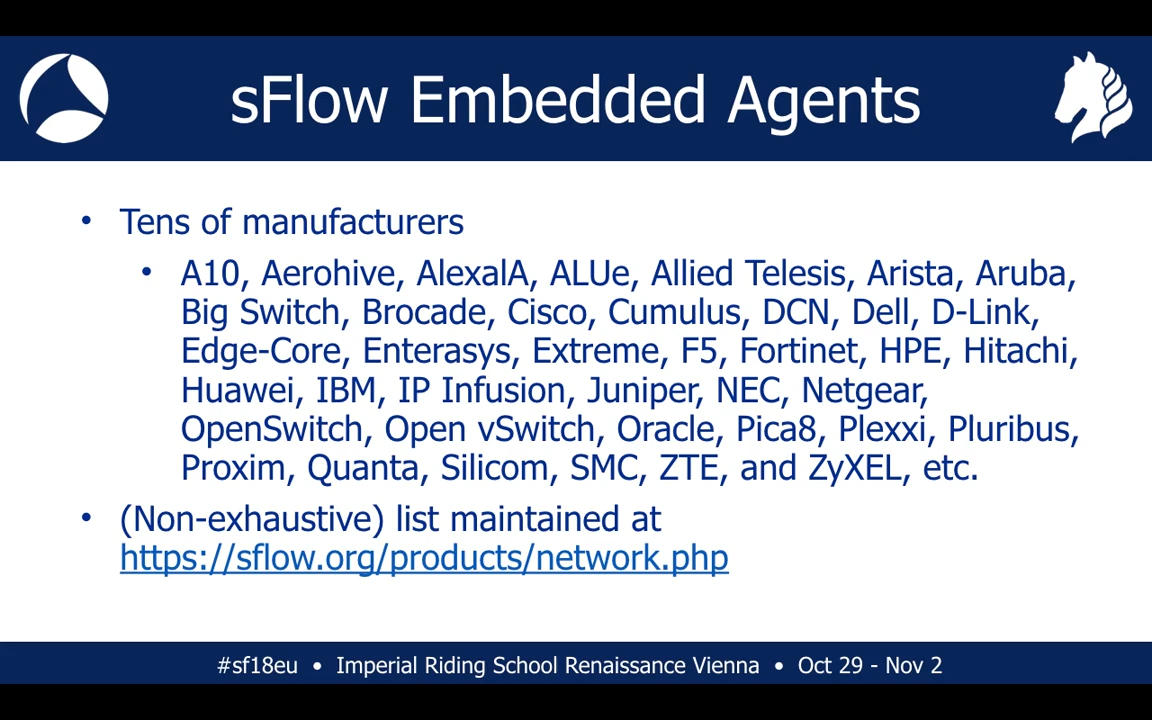 sFlow Embedded Agents
• Tens of manufacturers
• A10, Aerohive, AlexalA, ALUe, Allied Telesis, Arista, Aruba,
Big Switch, Brocade, Cisco, Cumulus, DCN, Dell, D-Link,
Edge-Core, Enterasys, Extreme, F5, Fortinet, HPE, Hitachi,
Huawei, IBM, IP Infusion, Juniper, NEC, Netgear,
OpenSwitch, Open vSwitch, Oracle, Pica8, Plexxi, Pluribus,
Proxim, Quanta, Silicom, SMC, ZTE, and ZyXEL, etc.
• (Non-exhaustive) list maintained at
https://sflow.org/products/network.php
#sf18eu • Imperial Riding School Renaissance Vienna • Oct 29 - Nov 2